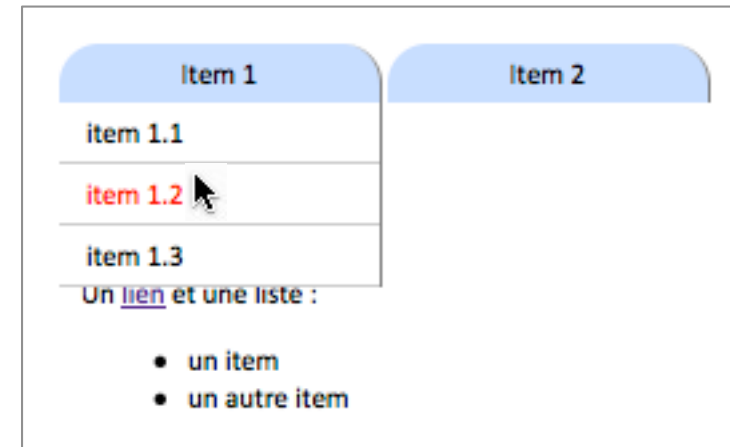 Item 1 Item 2
item 1.1
item 1.2
item 1.3
Un lien et une liste :
• un item
• un autre item